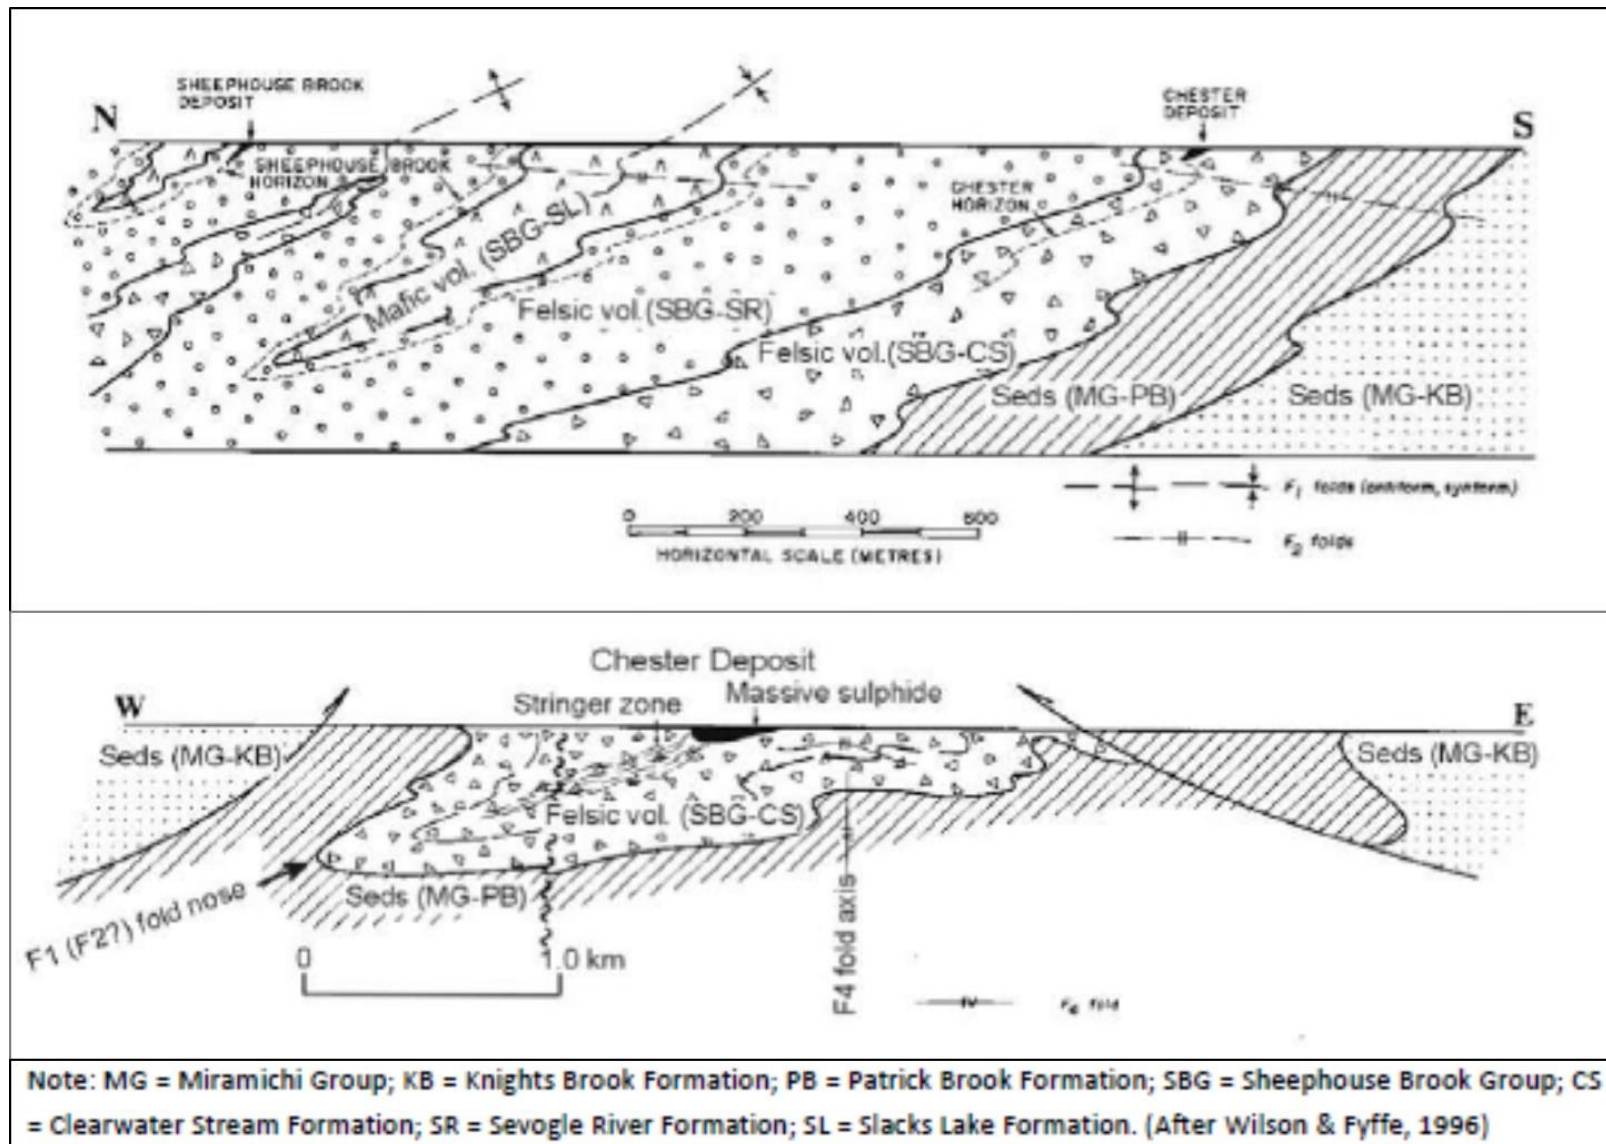 SHEEPHOUSE BROOK
DEPOSIT
N
CHESTER
DEPOSIT
S
SHEEPHOUSE BROOK
HORIZON
CHESTER
HORIZON
Mafic vol. (SBG-SL)
Felsic vol.(SBG-SR)
Felsic vol.(SBG-CS)
Seds (MG-PB)
Seds (MG-KB)
F1 folds (antiform, synform)
F2 folds
0 200 400 600
HORIZONTAL SCALE (METRES)
Chester Deposit
W
Stringer zone
Massive sulphide
E
Seds (MG-KB)
Seds (MG-KB)
Felsic vol. (SBG-CS)
Seds (MG-PB)
F1 (F2?) fold nose
0 1.0 km
F4 fold axis
IV F4 fold
Note: MG = Miramichi Group; KB = Knights Brook Formation; PB = Patrick Brook Formation; SBG = Sheephouse Brook Group; CS
= Clearwater Stream Formation; SR = Sevogle River Formation; SL = Slacks Lake Formation. (After Wilson & Fyffe, 1996)